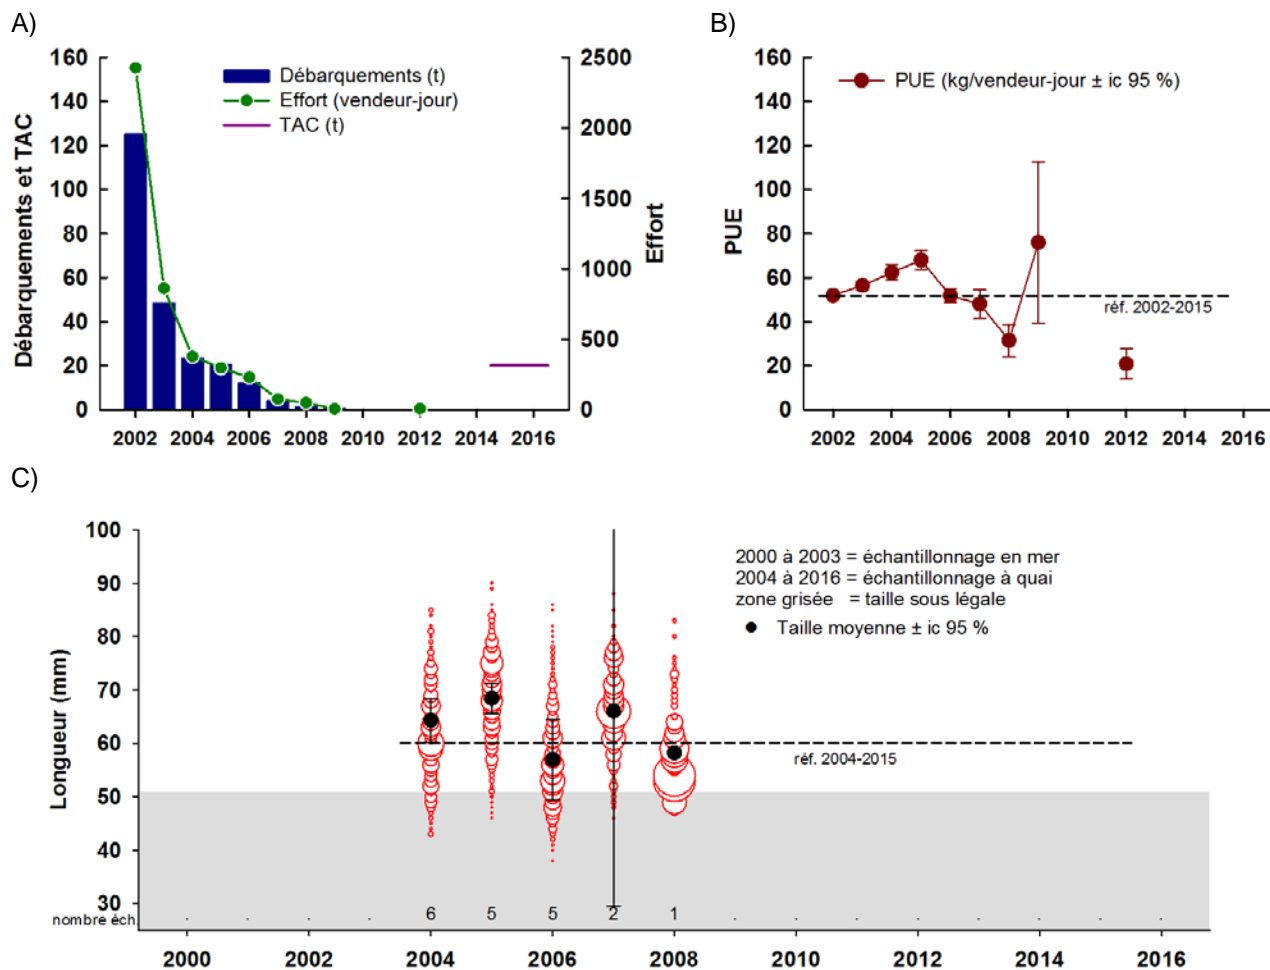 A)
160
140
120
100
80
60
40
20
0
Débarquements et TAC
2500
2000
1500
1000
500
0
Effort
Débarquements (t)
Effort (vendeur-jour)
TAC (t)
2002 2004 2006 2008 2010 2012 2014 2016
B)
160
140
120
100
80
60
40
20
0
PUE
PUE (kg/vendeur-jour ± ic 95 %)
réf. 2002-2015
2002 2004 2006 2008 2010 2012 2014 2016
C)
100
90
80
70
60
50
40
30
Longueur (mm)
2000 à 2003 = échantillonnage en mer
2004 à 2016 = échantillonnage à quai
zone grisée = taille sous légale
Taille moyenne ± ic 95 %
réf. 2004-2015
nombre éch. . . . . 6 5 5 2 1 . . . . . . . .
2000 2002 2004 2006 2008 2010 2012 2014 2016